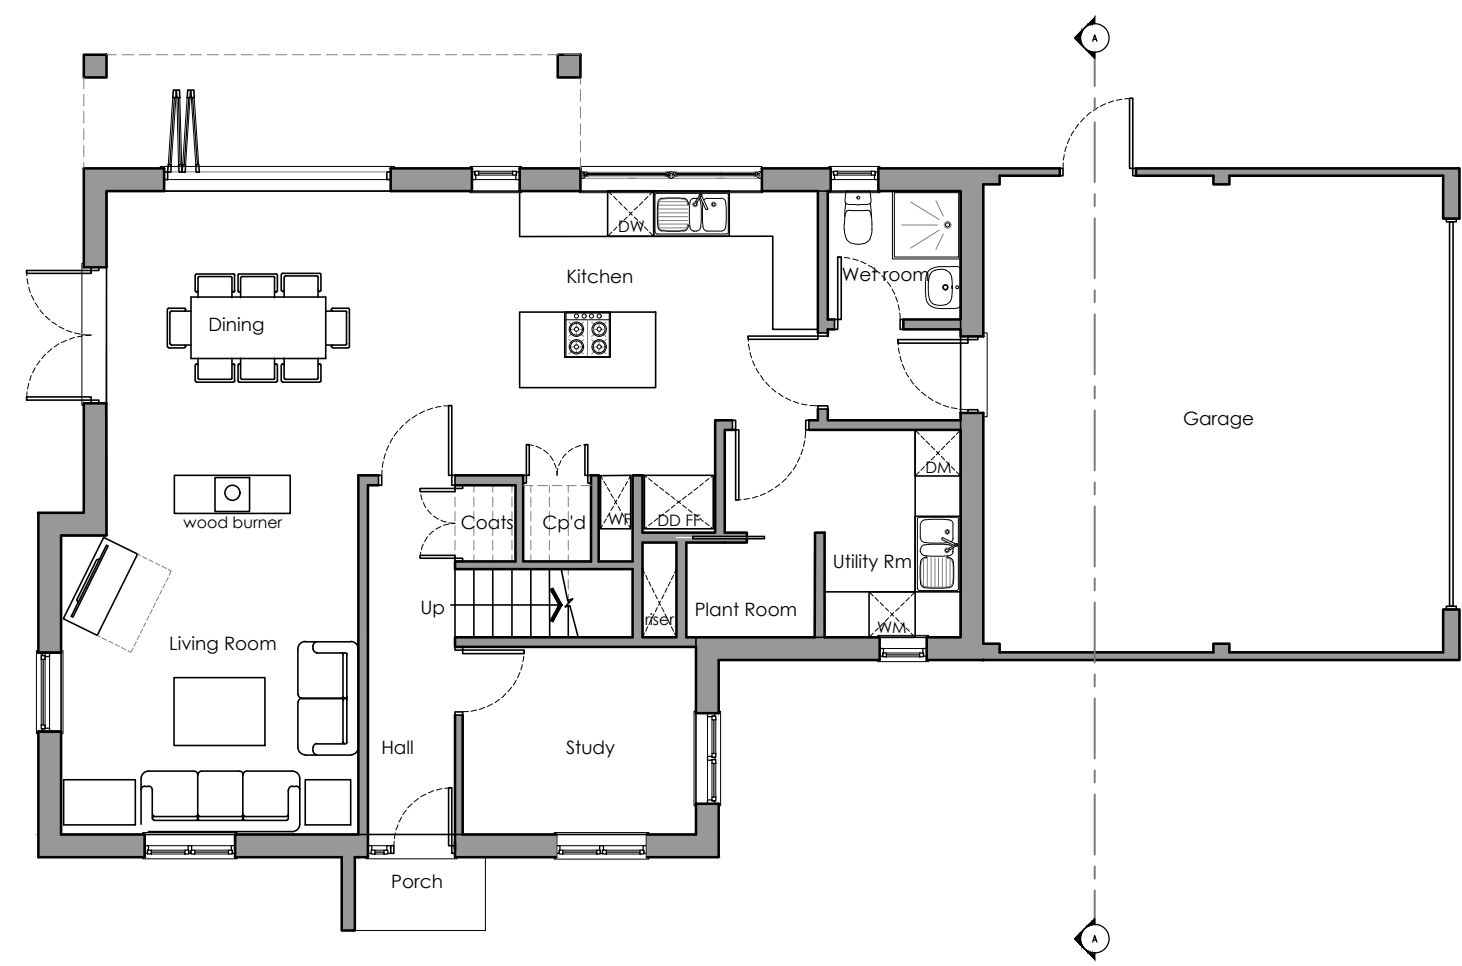 A
Kitchen
DW
Wet room
Dining
Garage
wood burner
Coats
Cp'd
WF
DD FF
DM
Utility Rm
Up
riser
Plant Room
WM
Living Room
Hall
Study
Porch
A